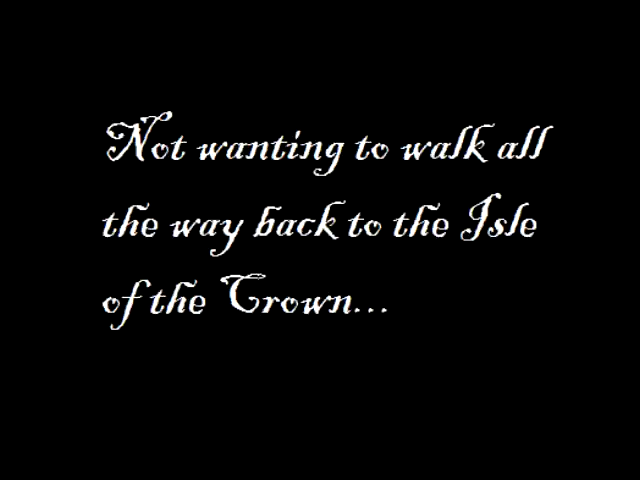 Not wanting to walk all
the way back to the Isle
of the Crown...